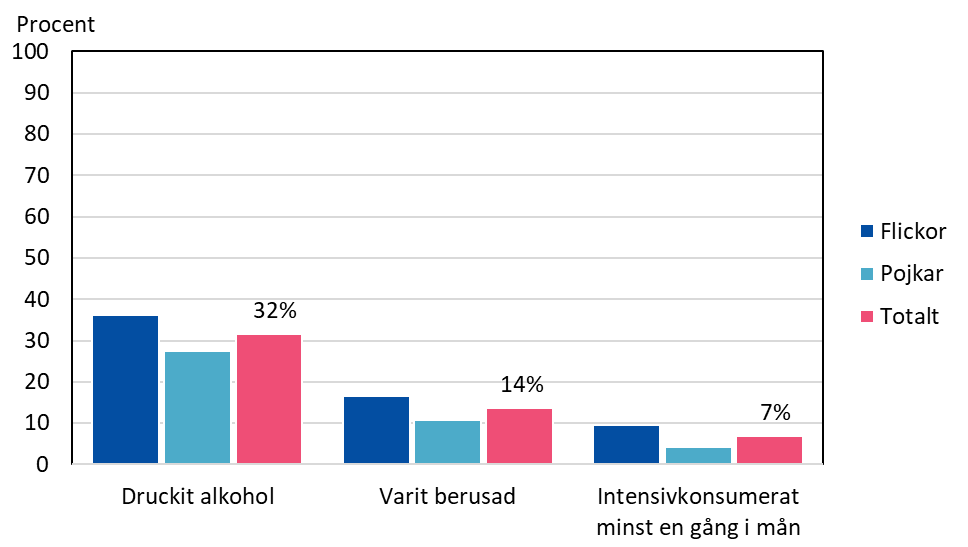 Procent
100
90
80
70
60
50
40
30
20
10
0
32%
14%
7%
Druckit alkohol
Varit berusad
Intensivkonsumerat
minst en gång i mån
Flickor
Pojkar
Totalt